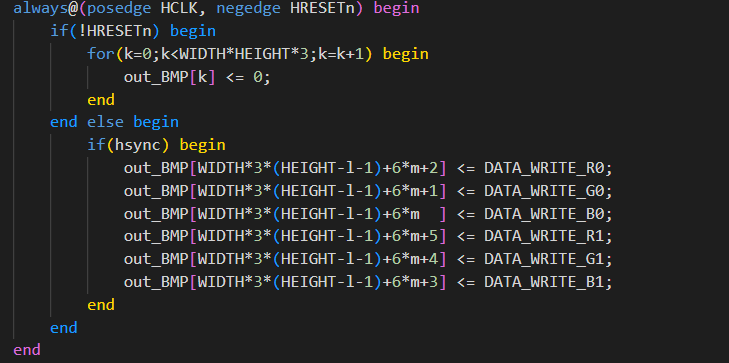 always@(posedge HCLK, negedge HRESETn) begin
    if(!HRESETn) begin
        for(k=0;k<WIDTH*HEIGHT*3;k=k+1) begin
            out_BMP[k] <= 0;
        end
    end else begin
        if(hsync) begin
            out_BMP[WIDTH*3*(HEIGHT-l-1)+6*m+2] <= DATA_WRITE_R0;
            out_BMP[WIDTH*3*(HEIGHT-l-1)+6*m+1] <= DATA_WRITE_G0;
            out_BMP[WIDTH*3*(HEIGHT-l-1)+6*m  ] <= DATA_WRITE_B0;
            out_BMP[WIDTH*3*(HEIGHT-l-1)+6*m+5] <= DATA_WRITE_R1;
            out_BMP[WIDTH*3*(HEIGHT-l-1)+6*m+4] <= DATA_WRITE_G1;
            out_BMP[WIDTH*3*(HEIGHT-l-1)+6*m+3] <= DATA_WRITE_B1;
        end
    end
end